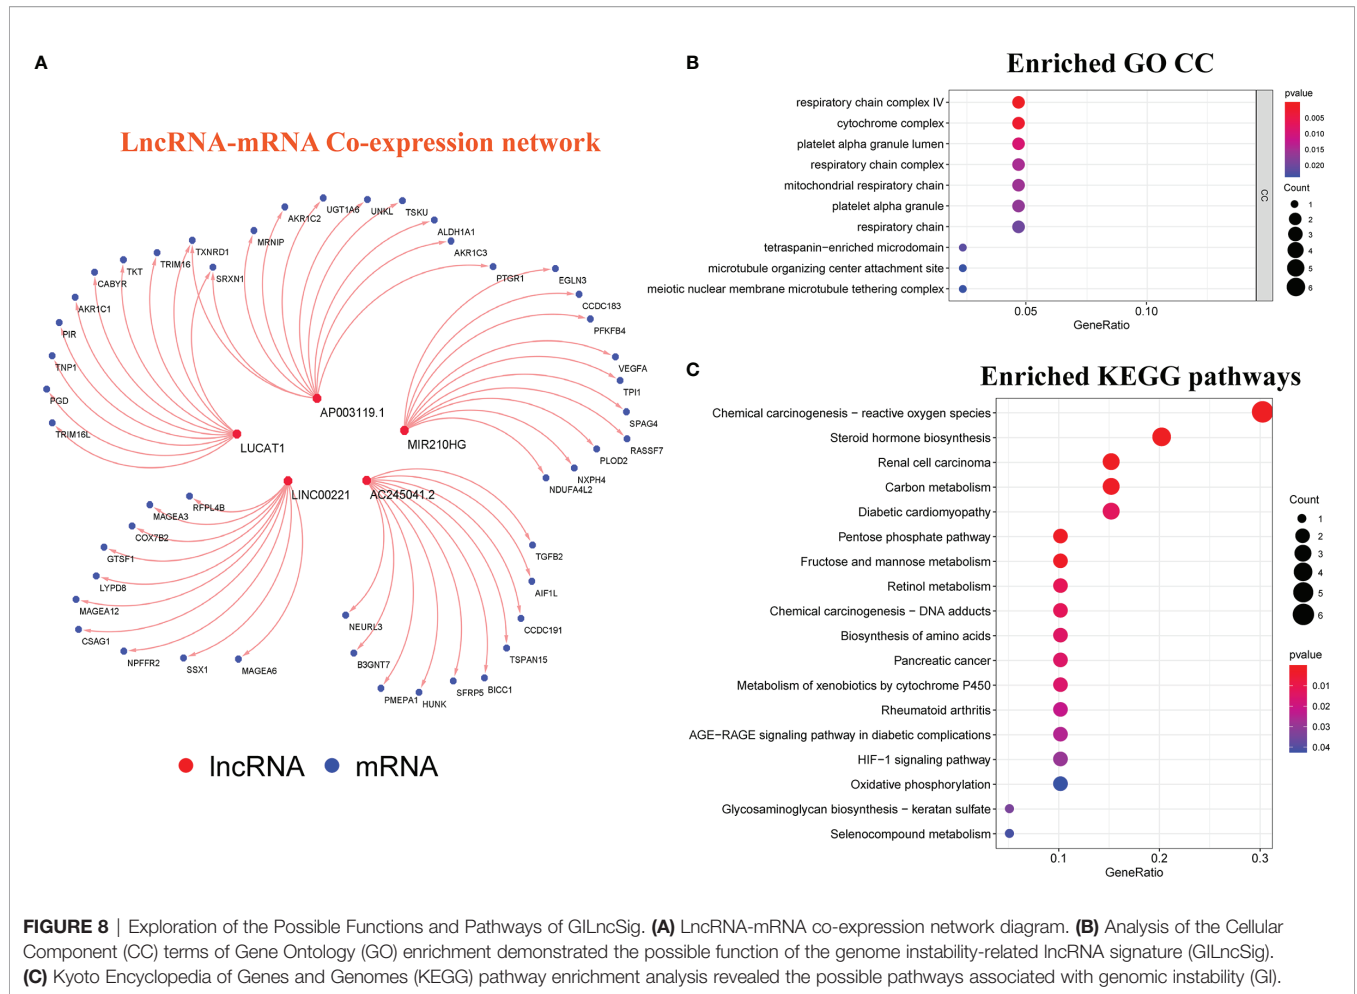 A
LncRNA-mRNA Co-expression network
UGT1A6
UNKL
TSKU
AKR1C2
ALDH1A1
MRNIP
AKR1C3
TXNRD1
TRIM16
SRXN1
PTGR1
TKT
CABYR
EGLN3
AKR1C1
CCDC183
PIR
PFKFB4
TNP1
VEGFA
TPI1
PGD
AP003119.1
SPAG4
TRIM16L
LUCAT1
MIR210HG
RASSF7
PLOD2
NXPH4
NDUFA4L2
LINC00221
AC245041.2
RFPL4B
MAGEA3
COX7B2
GTSF1
TGFB2
LYPD8
AIF1L
MAGEA12
NEURL3
CCDC191
CSAG1
TSPAN15
NPFFR2
SSX1
MAGEA6
B3GNT7
PMEPA1
HUNK
SFRP5
BICC1
lncRNA
mRNA
B
Enriched GO CC
respiratory chain complex IV
cytochrome complex
platelet alpha granule lumen
respiratory chain complex
mitochondrial respiratory chain
platelet alpha granule
respiratory chain
tetraspanin−enriched microdomain
microtubule organizing center attachment site
meiotic nuclear membrane microtubule tethering complex
0.05
0.10
GeneRatio
CC
pvalue
0.005
0.010
0.015
0.020
Count
1
2
3
4
5
6
C
Enriched KEGG pathways
Chemical carcinogenesis − reactive oxygen species
Steroid hormone biosynthesis
Renal cell carcinoma
Carbon metabolism
Diabetic cardiomyopathy
Pentose phosphate pathway
Fructose and mannose metabolism
Retinol metabolism
Chemical carcinogenesis − DNA adducts
Biosynthesis of amino acids
Pancreatic cancer
Metabolism of xenobiotics by cytochrome P450
Rheumatoid arthritis
AGE−RAGE signaling pathway in diabetic complications
HIF−1 signaling pathway
Oxidative phosphorylation
Glycosaminoglycan biosynthesis − keratan sulfate
Selenocompound metabolism
0.1
0.2
0.3
GeneRatio
Count
1
2
3
4
5
6
pvalue
0.01
0.02
0.03
0.04
FIGURE 8 | Exploration of the Possible Functions and Pathways of GILncSig. (A) LncRNA-mRNA co-expression network diagram. (B) Analysis of the Cellular
Component (CC) terms of Gene Ontology (GO) enrichment demonstrated the possible function of the genome instability-related lncRNA signature (GILncSig).
(C) Kyoto Encyclopedia of Genes and Genomes (KEGG) pathway enrichment analysis revealed the possible pathways associated with genomic instability (GI).